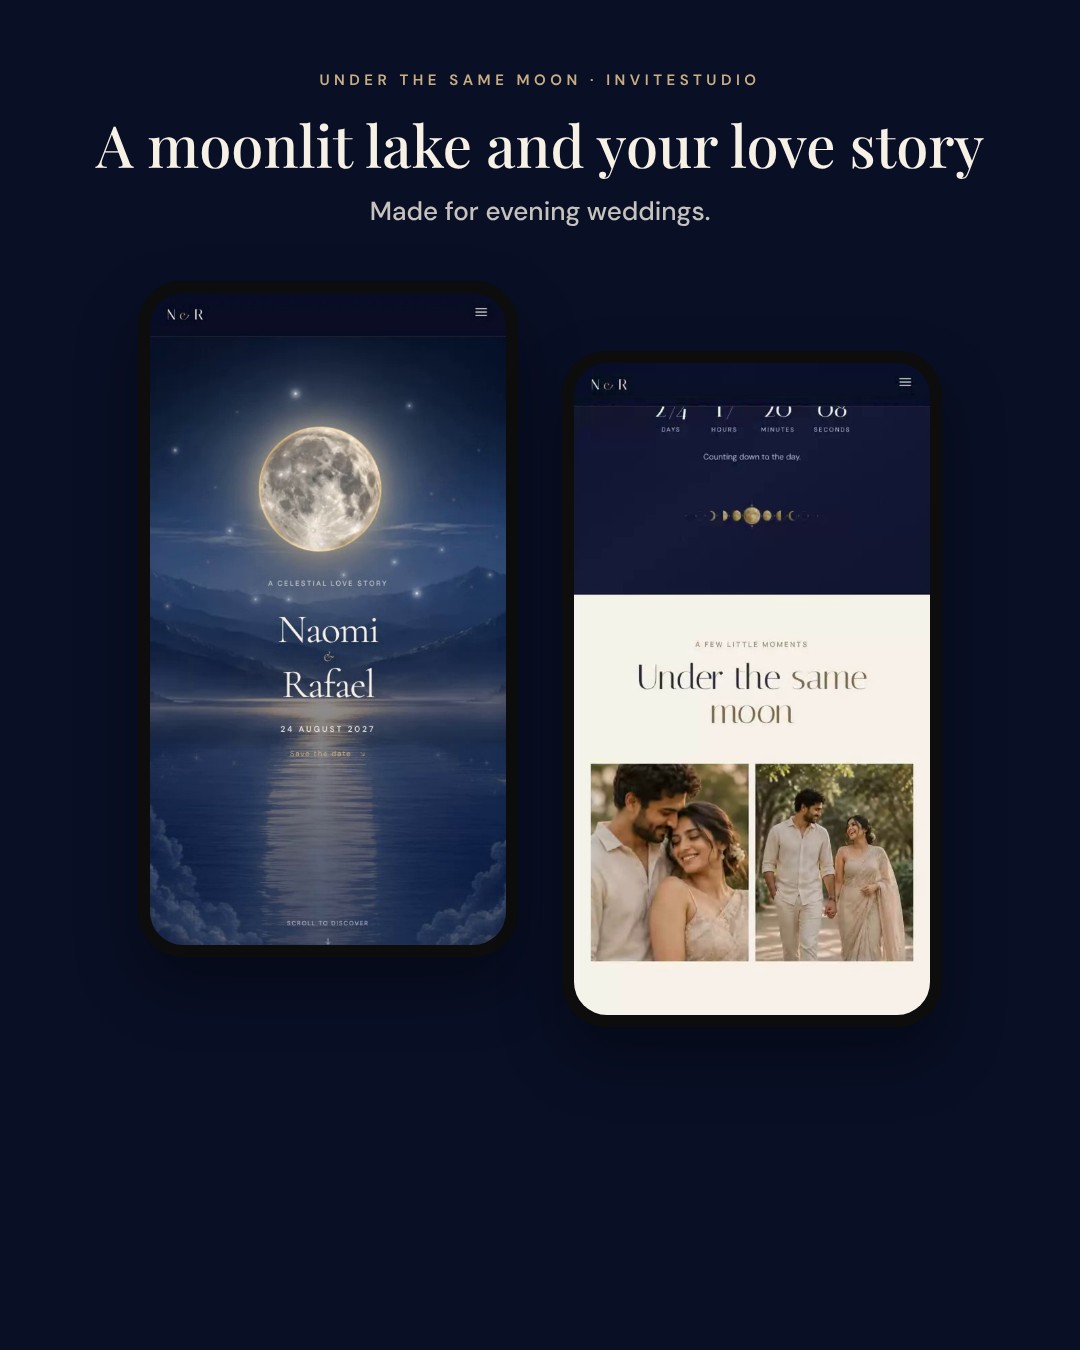 UNDER THE SAME MOON · INVITESTUDIO
A moonlit lake and your love story
Made for evening weddings.
N & R
A CELESTIAL LOVE STORY
Naomi
&
Rafael
24 AUGUST 2027
Save the date
SCROLL TO DISCOVER
N & R
DAYS HOURS MINUTES SECONDS
Counting down to the day.
A FEW LITTLE MOMENTS
Under the same
moon